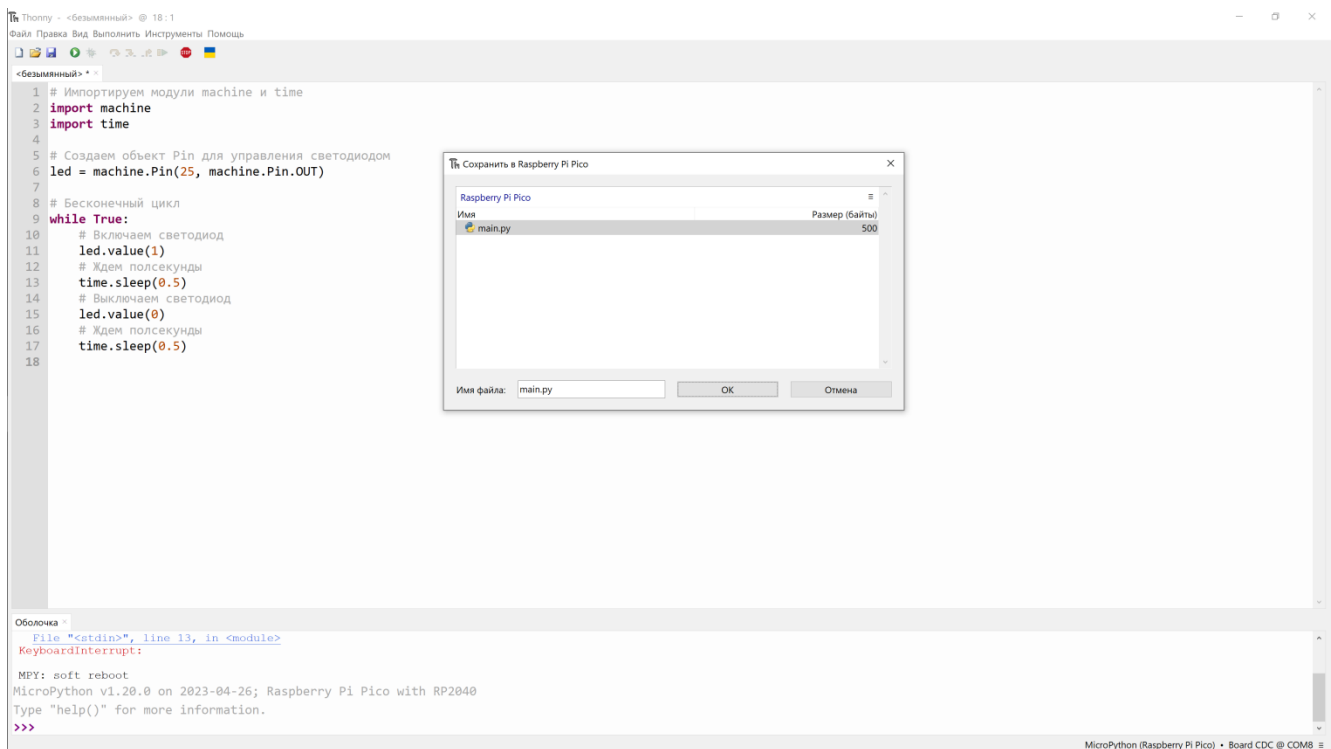 Thonny - <безымянный> @ 18 : 1
Файл Правка Вид Выполнить Инструменты Помощь
STOP
<безымянный> *
1 # Импортируем модули machine и time
2 import machine
3 import time
4
5 # Создаем объект Pin для управления светодиодом
6 led = machine.Pin(25, machine.Pin.OUT)
7
8 # Бесконечный цикл
9 while True:
10     # Включаем светодиод
11     led.value(1)
12     # Ждем полсекунды
13     time.sleep(0.5)
14     # Выключаем светодиод
15     led.value(0)
16     # Ждем полсекунды
17     time.sleep(0.5)
18
Сохранить в Raspberry Pi Pico
Raspberry Pi Pico
Имя Размер (байты)
main.py 500
Имя файла: main.py OK Отмена
Оболочка
File "<stdin>", line 13, in <module>
KeyboardInterrupt:
MPY: soft reboot
MicroPython v1.20.0 on 2023-04-26; Raspberry Pi Pico with RP2040
Type "help()" for more information.
>>>
MicroPython (Raspberry Pi Pico) • Board CDC @ COM8